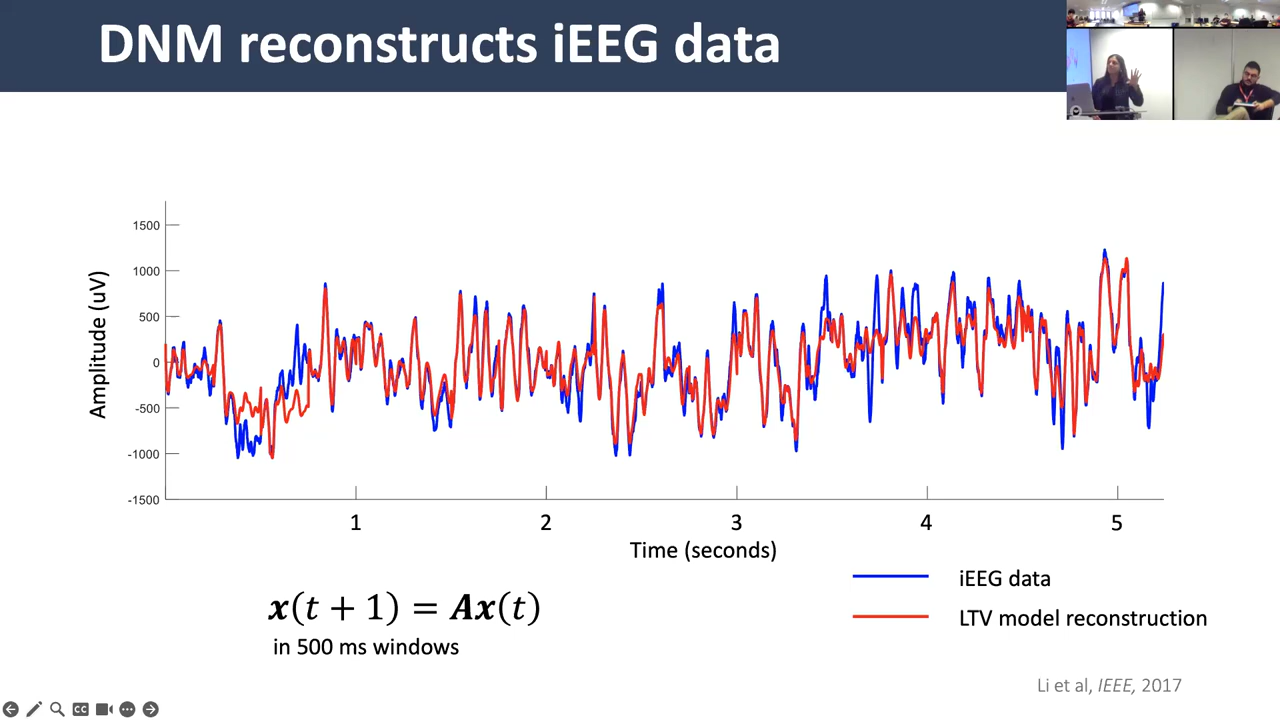 DNM reconstructs iEEG data
1500
1000
500
0
-500
-1000
-1500
Amplitude (uV)
1
2
3
4
5
Time (seconds)
iEEG data
LTV model reconstruction
x(t + 1) = Ax(t)
in 500 ms windows
Li et al, IEEE, 2017
CC